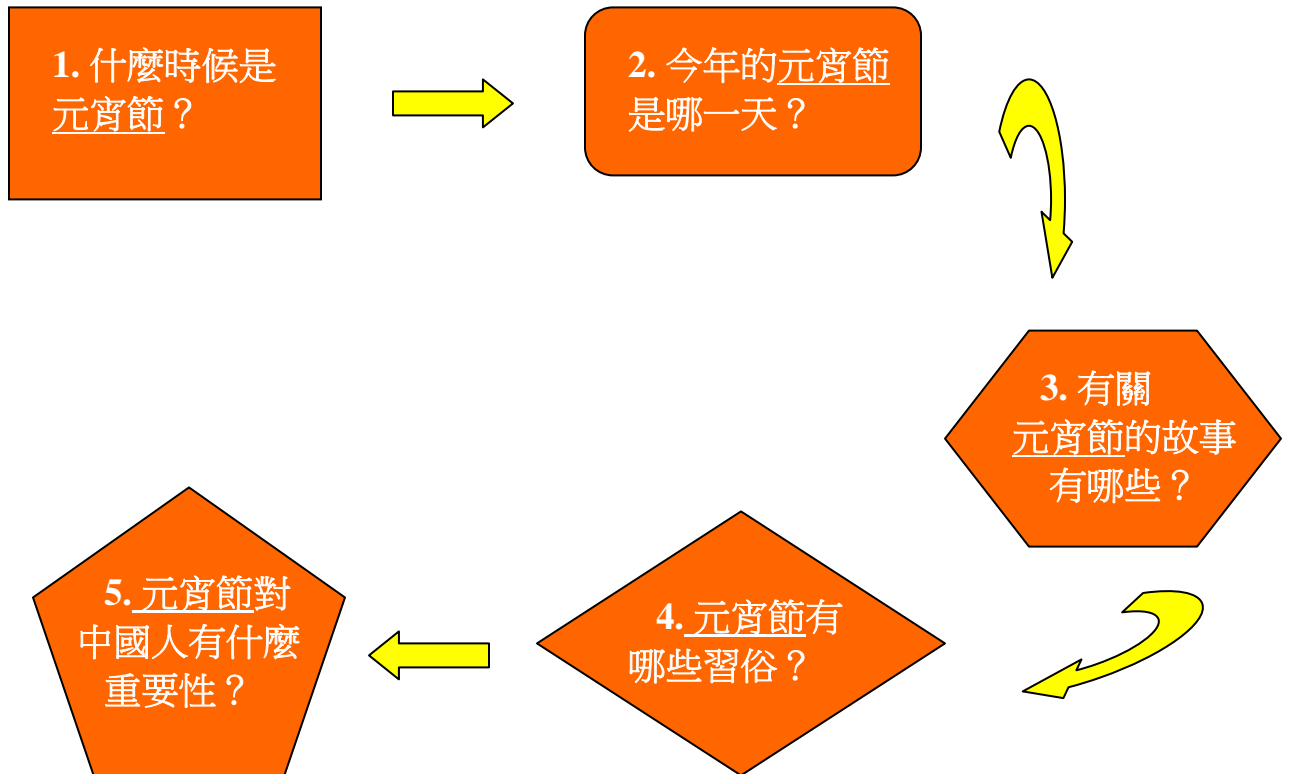 1. 什麼時候是
元宵節？
2. 今年的元宵節
是哪一天？
3. 有關
元宵節的故事
有哪些？
4. 元宵節有
哪些習俗？
5. 元宵節對
中國人有什麼
重要性？